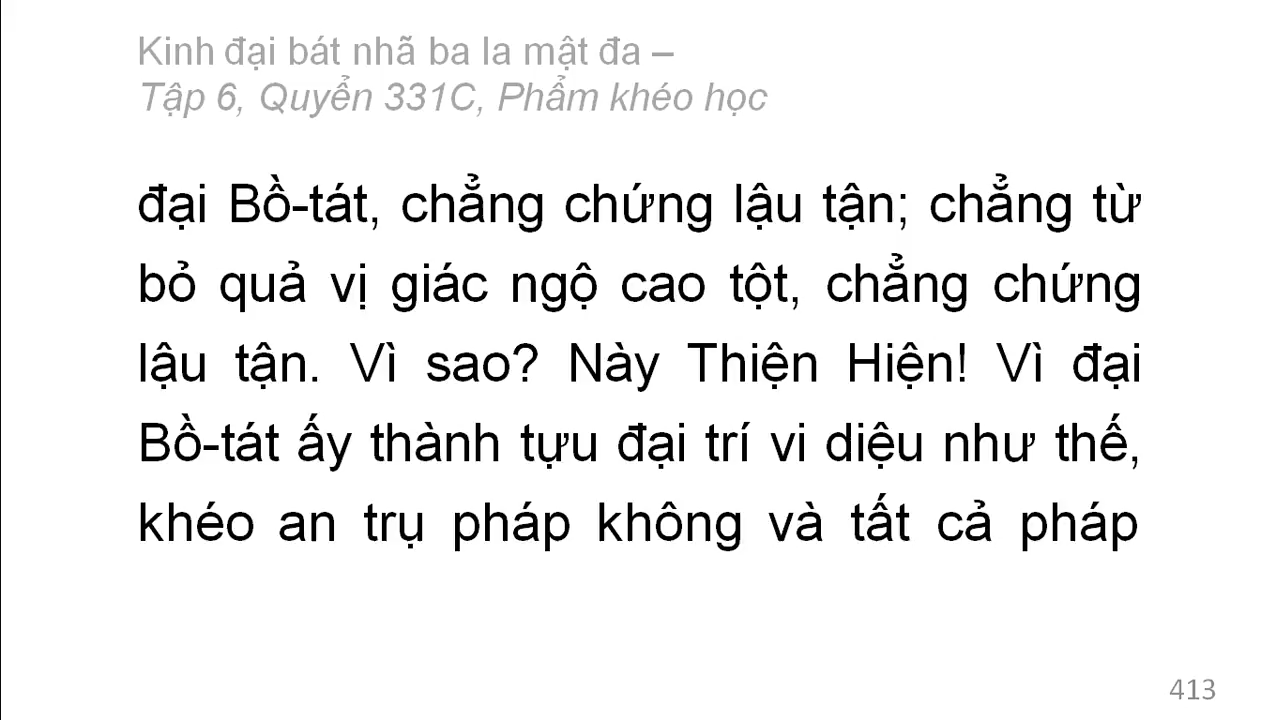 Kinh đại bát nhã ba la mật đa –
Tập 6, Quyển 331C, Phẩm khéo học
đại Bồ-tát, chẳng chứng lậu tận; chẳng từ
bỏ quả vị giác ngộ cao tột, chẳng chứng
lậu tận. Vì sao? Này Thiện Hiện! Vì đại
Bồ-tát ấy thành tựu đại trí vi diệu như thế,
khéo an trụ pháp không và tất cả pháp
413